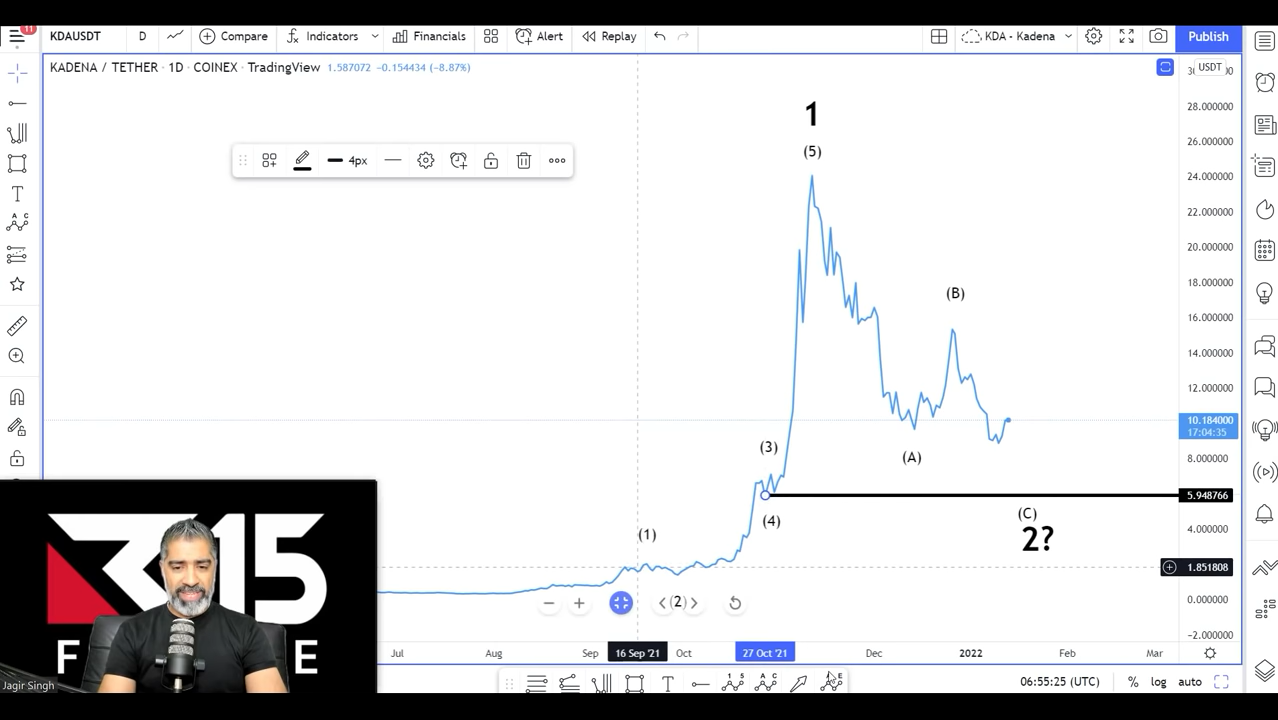 11
KDAUSDT
D
Compare
Indicators
Financials
Alert
Replay
KDA - Kadena
Publish
KADENA / TETHER · 1D · COINEX · TradingView
1.587072 −0.154434 (−8.87%)
USDT
28.000000
26.000000
24.000000
22.000000
20.000000
18.000000
16.000000
14.000000
12.000000
10.184000
17:04:35
8.000000
5.948766
4.000000
1.851808
0.000000
−2.000000
4px
1
(5)
(B)
(3)
(A)
(4)
(C)
2?
(1)
(2)
R15
F
E
Jagir Singh
Jul
Aug
Sep
16 Sep '21
Oct
27 Oct '21
Dec
2022
Feb
Mar
06:55:25 (UTC)
%
log
auto